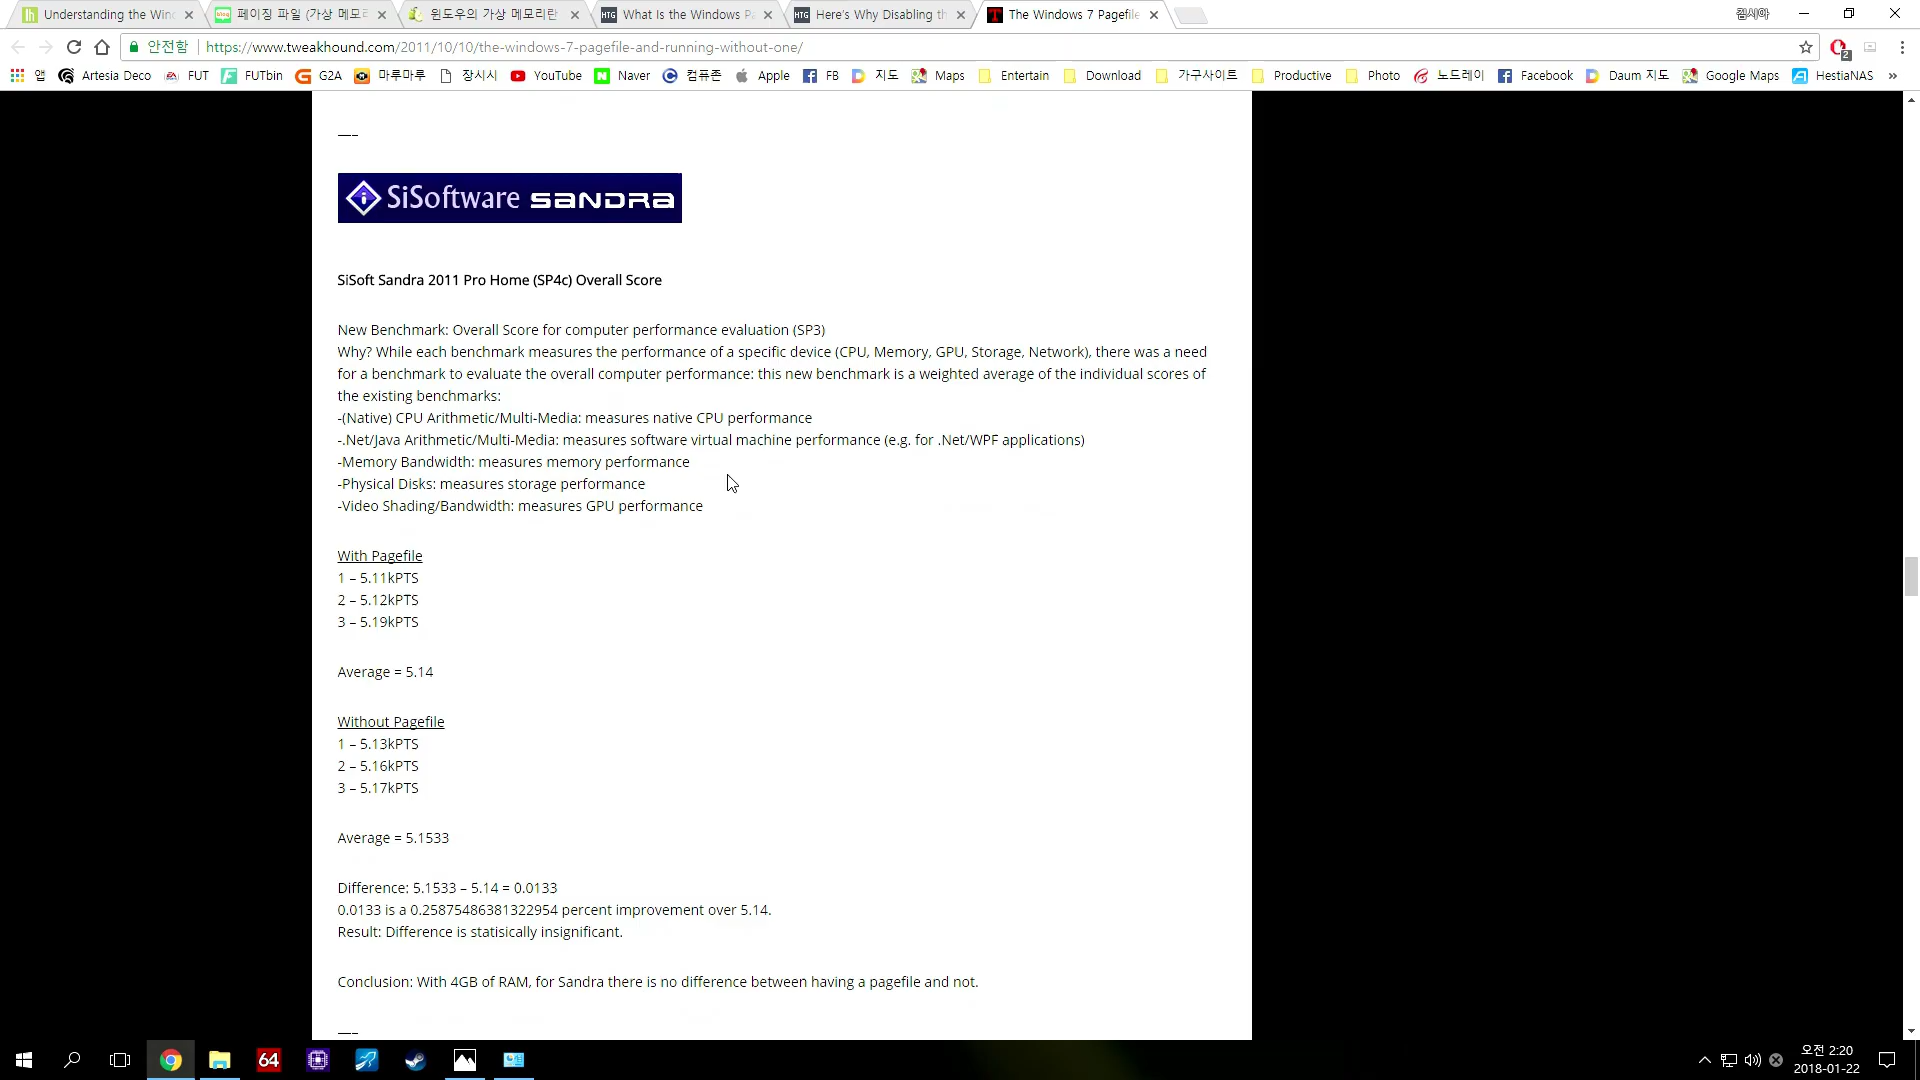 Understanding the Wind
페이징 파일 (가상 메모리
윈도우의 가상 메모리란
HTG What Is the Windows P
HTG Here's Why Disabling th
The Windows 7 Pagefile
안전함 https://www.tweakhound.com/2011/10/10/the-windows-7-pagefile-and-running-without-one/
2
앱 Artesia Deco FUT FUTbin G2A 마루마루 장시시 YouTube Naver 컴퓨존 Apple FB 지도 Maps Entertain Download 가구사이트 Productive Photo 노드레이 Facebook Daum 지도 Google Maps HestiaNAS »
—–
SiSoftware SANDRA
SiSoft Sandra 2011 Pro Home (SP4c) Overall Score
New Benchmark: Overall Score for computer performance evaluation (SP3)
Why? While each benchmark measures the performance of a specific device (CPU, Memory, GPU, Storage, Network), there was a need
for a benchmark to evaluate the overall computer performance: this new benchmark is a weighted average of the individual scores of
the existing benchmarks:
-(Native) CPU Arithmetic/Multi-Media: measures native CPU performance
-.Net/Java Arithmetic/Multi-Media: measures software virtual machine performance (e.g. for .Net/WPF applications)
-Memory Bandwidth: measures memory performance
-Physical Disks: measures storage performance
-Video Shading/Bandwidth: measures GPU performance
With Pagefile
1 – 5.11kPTS
2 – 5.12kPTS
3 – 5.19kPTS
Average = 5.14
Without Pagefile
1 – 5.13kPTS
2 – 5.16kPTS
3 – 5.17kPTS
Average = 5.1533
Difference: 5.1533 – 5.14 = 0.0133
0.0133 is a 0.25875486381322954 percent improvement over 5.14.
Result: Difference is statisically insignificant.
Conclusion: With 4GB of RAM, for Sandra there is no difference between having a pagefile and not.
—–
64
오전 2:20
2018-01-22